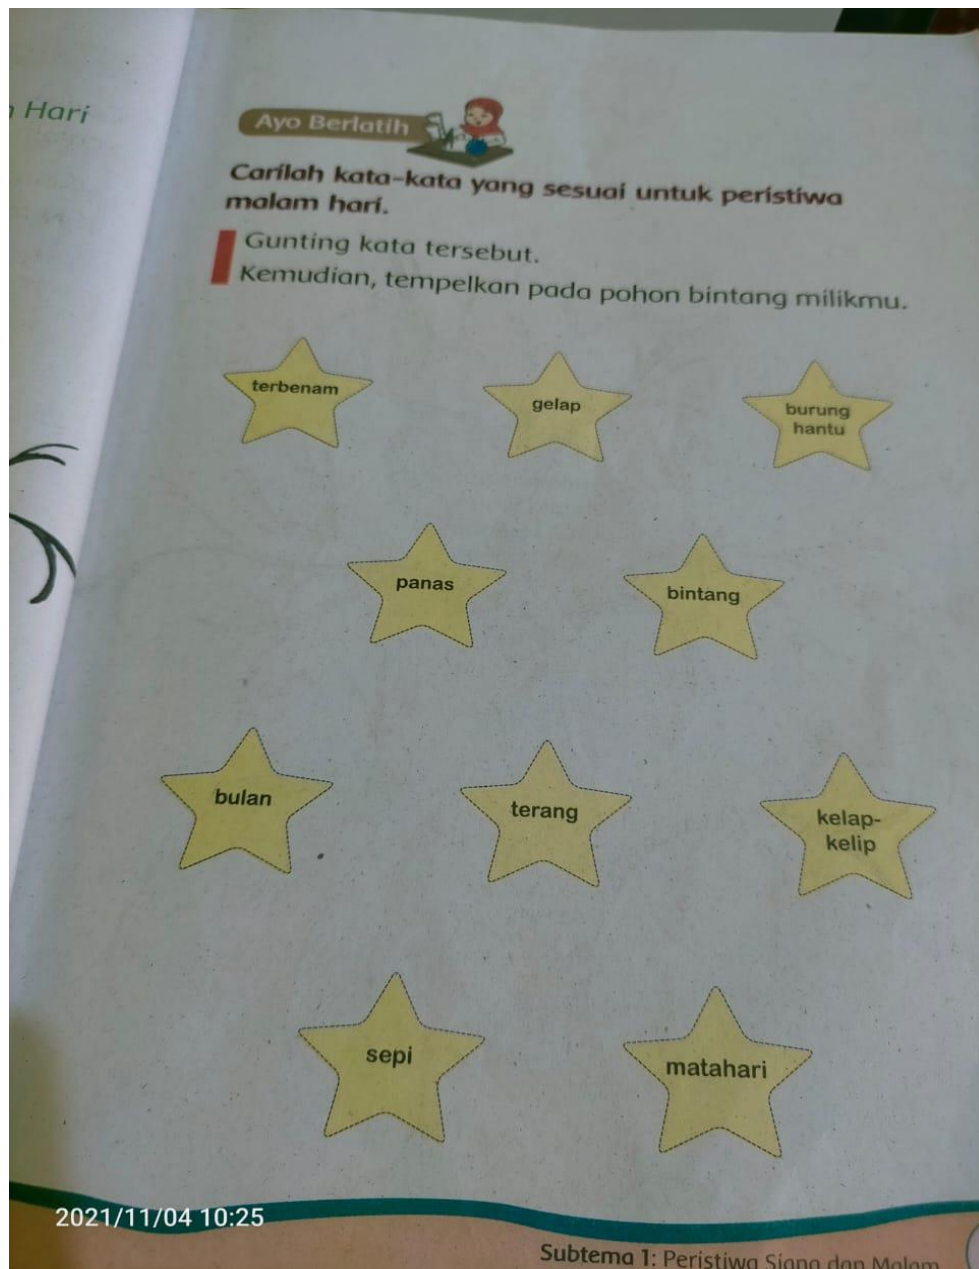 Hari
Ayo Berlatih
Carilah kata-kata yang sesuai untuk peristiwa
malam hari.
Gunting kata tersebut.
Kemudian, tempelkan pada pohon bintang milikmu.
terbenam
gelap
burung
hantu
panas
bintang
bulan
terang
kelap-
kelip
sepi
matahari
2021/11/04 10:25
Subtema 1: Peristiwa Siang dan Malam